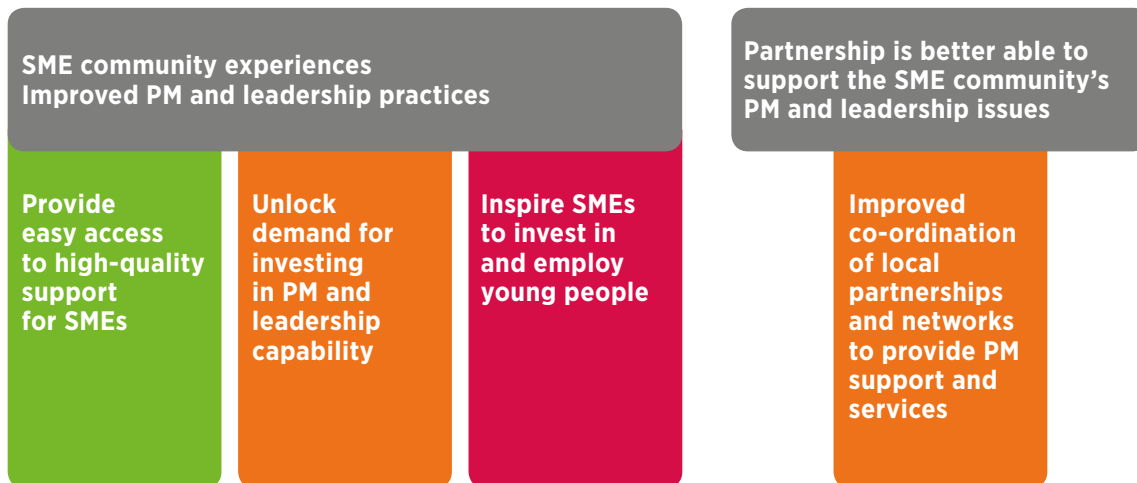 SME community experiences
Improved PM and leadership practices
Partnership is better able to
support the SME community’s
PM and leadership issues
Provide
easy access
to high-quality
support
for SMEs
Unlock
demand for
investing
in PM and
leadership
capability
Inspire SMEs
to invest in
and employ
young people
Improved
co-ordination
of local
partnerships
and networks
to provide PM
support and
services